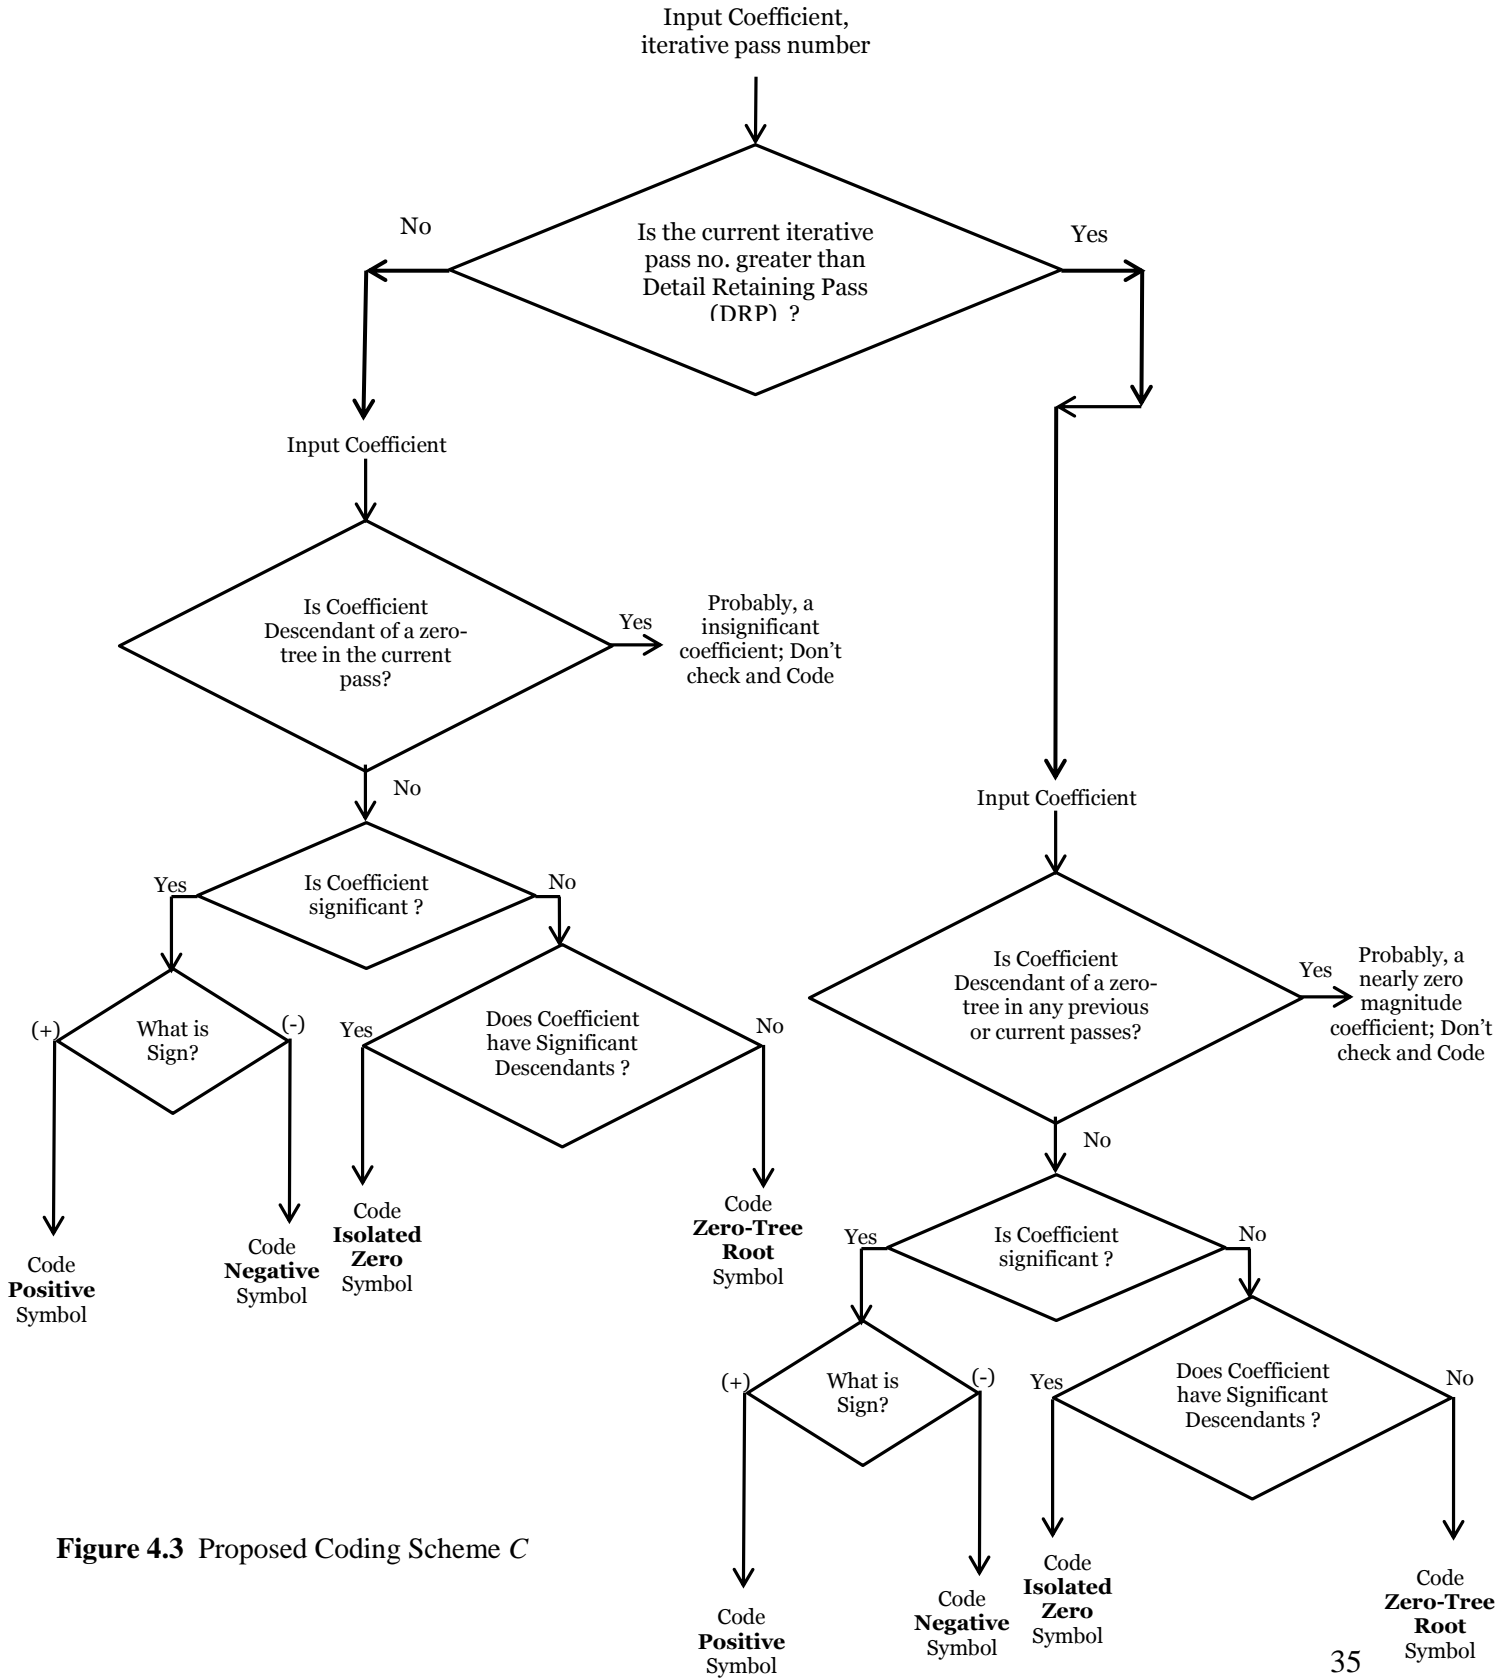 Input Coefficient,
iterative pass number
No
Yes
Is the current iterative
pass no. greater than
Detail Retaining Pass
(DRP) ?
Input Coefficient
Is Coefficient
Descendant of a zero-
tree in the current
pass?
Yes
Probably, a
insignificant
coefficient; Don’t
check and Code
No
Is Coefficient
significant ?
Yes
No
What is
Sign?
(+)
(-)
Does Coefficient
have Significant
Descendants ?
Yes
No
Code
Positive
Symbol
Code
Negative
Symbol
Code
Isolated
Zero
Symbol
Code
Zero-Tree
Root
Symbol
Input Coefficient
Is Coefficient
Descendant of a zero-
tree in any previous
or current passes?
Yes
Probably, a
nearly zero
magnitude
coefficient; Don’t
check and Code
No
Is Coefficient
significant ?
Yes
No
What is
Sign?
(+)
(-)
Does Coefficient
have Significant
Descendants ?
Yes
No
Code
Positive
Symbol
Code
Negative
Symbol
Code
Isolated
Zero
Symbol
Code
Zero-Tree
Root
Symbol
Figure 4.3 Proposed Coding Scheme C
35